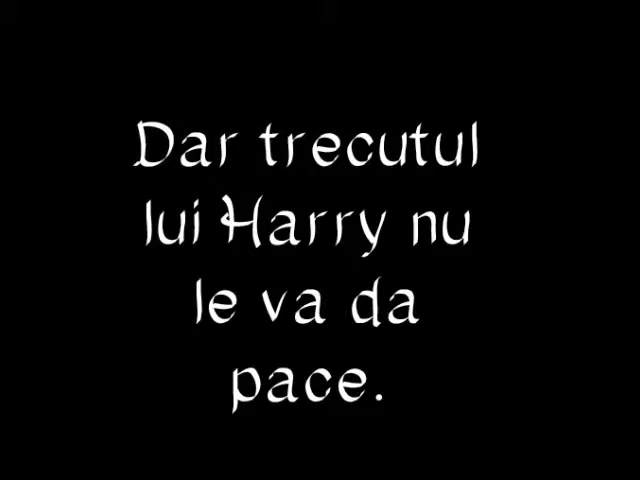 Dar trecutul
lui Harry nu
le va da
pace.